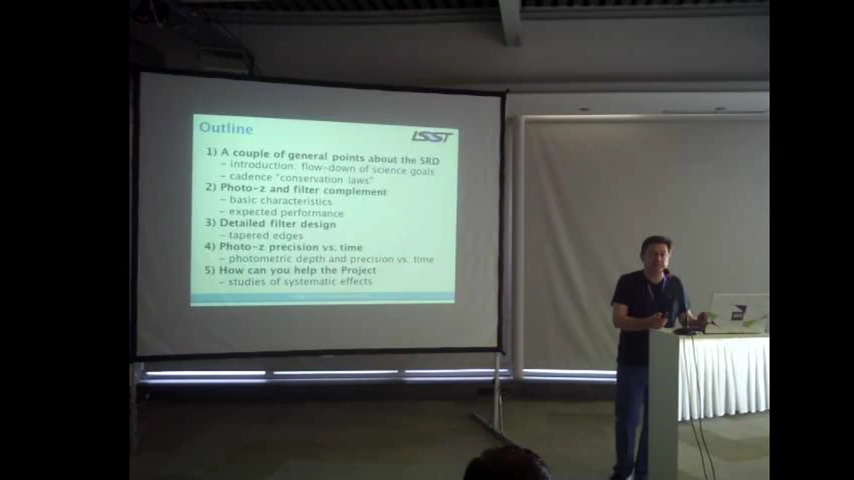 Outline
LSST
1) A couple of general points about the SRD
- introduction: flow-down of science goals
- cadence "conservation laws"
2) Photo-z and filter complement
- basic characteristics
- expected performance
3) Detailed filter design
- tapered edges
4) Photo-z precision vs. time
- photometric depth and precision vs. time
5) How can you help the Project
- studies of systematic effects